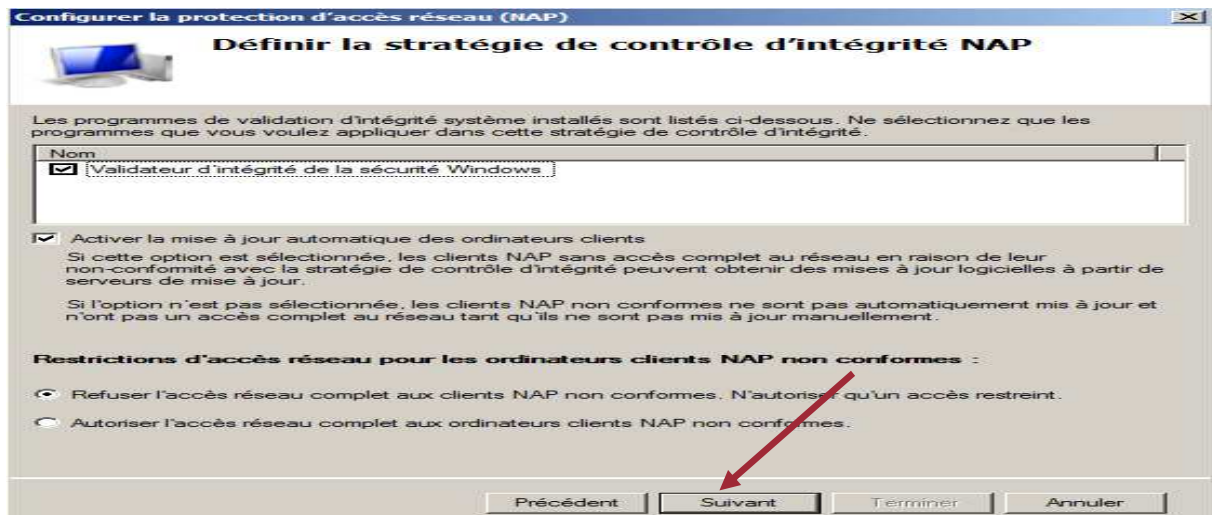 Configurer la protection d'accès réseau (NAP)
Définir la stratégie de contrôle d'intégrité NAP
Les programmes de validation d'intégrité système installés sont listés ci-dessous. Ne sélectionnez que les
programmes que vous voulez appliquer dans cette stratégie de contrôle d'intégrité.
Nom
Validateur d'intégrité de la sécurité Windows
Activer la mise à jour automatique des ordinateurs clients
Si cette option est sélectionnée, les clients NAP sans accès complet au réseau en raison de leur
non-conformité avec la stratégie de contrôle d'intégrité peuvent obtenir des mises à jour logicielles à partir de
serveurs de mise à jour.
Si l'option n'est pas sélectionnée, les clients NAP non conformes ne sont pas automatiquement mis à jour et
n'ont pas un accès complet au réseau tant qu'ils ne sont pas mis à jour manuellement.
Restrictions d'accès réseau pour les ordinateurs clients NAP non conformes :
Refuser l'accès réseau complet aux clients NAP non conformes. N'autoriser qu'un accès restreint.
Autoriser l'accès réseau complet aux ordinateurs clients NAP non conformes.
Précédent Suivant Terminer Annuler